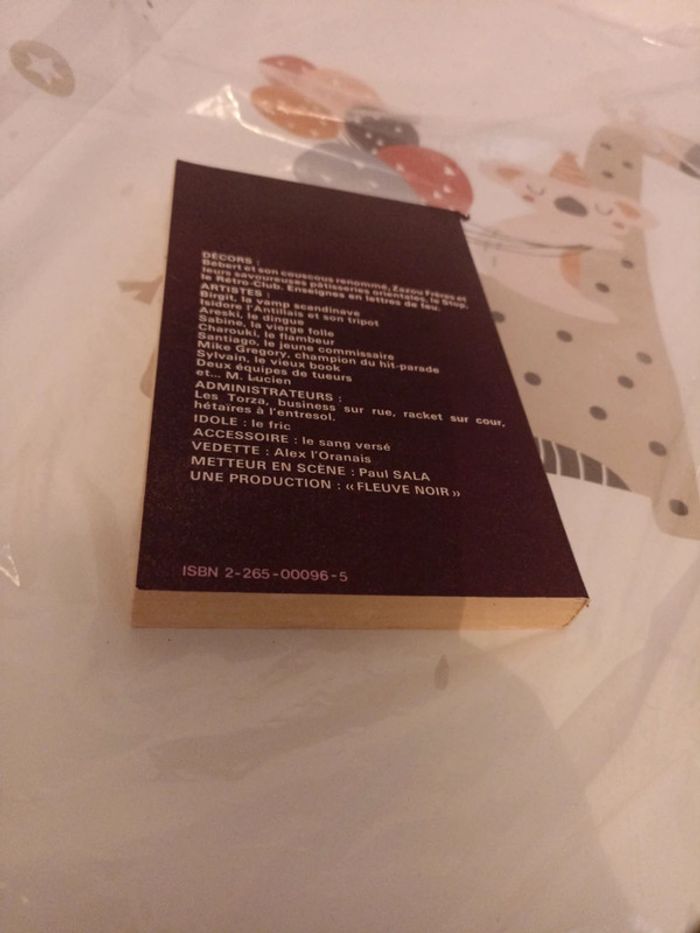 DÉCORS :
Bébert et son couscous renommé, Zazou Frères et
leurs savoureuses pâtisseries orientales, le Stop,
le Rétro-Club. Enseignes en lettres de feu.
ARTISTES :
Birgit, la vamp scandinave
Isidore l'Antillais et son tripot
Areski, le dingue
Sabine, la vierge folle
Charouki, le flambeur
Santiago, le jeune commissaire
Mike Gregory, champion du hit-parade
Sylvain, le vieux book
Deux équipes de tueurs
et... M. Lucien
ADMINISTRATEURS :
Les Torza, business sur rue, racket sur cour,
hétaïres à l'entresol.
IDOLE : le fric
ACCESSOIRE : le sang versé
VEDETTE : Alex l'Oranais
METTEUR EN SCÈNE : Paul SALA
UNE PRODUCTION : « FLEUVE NOIR »
ISBN 2-265-00096-5